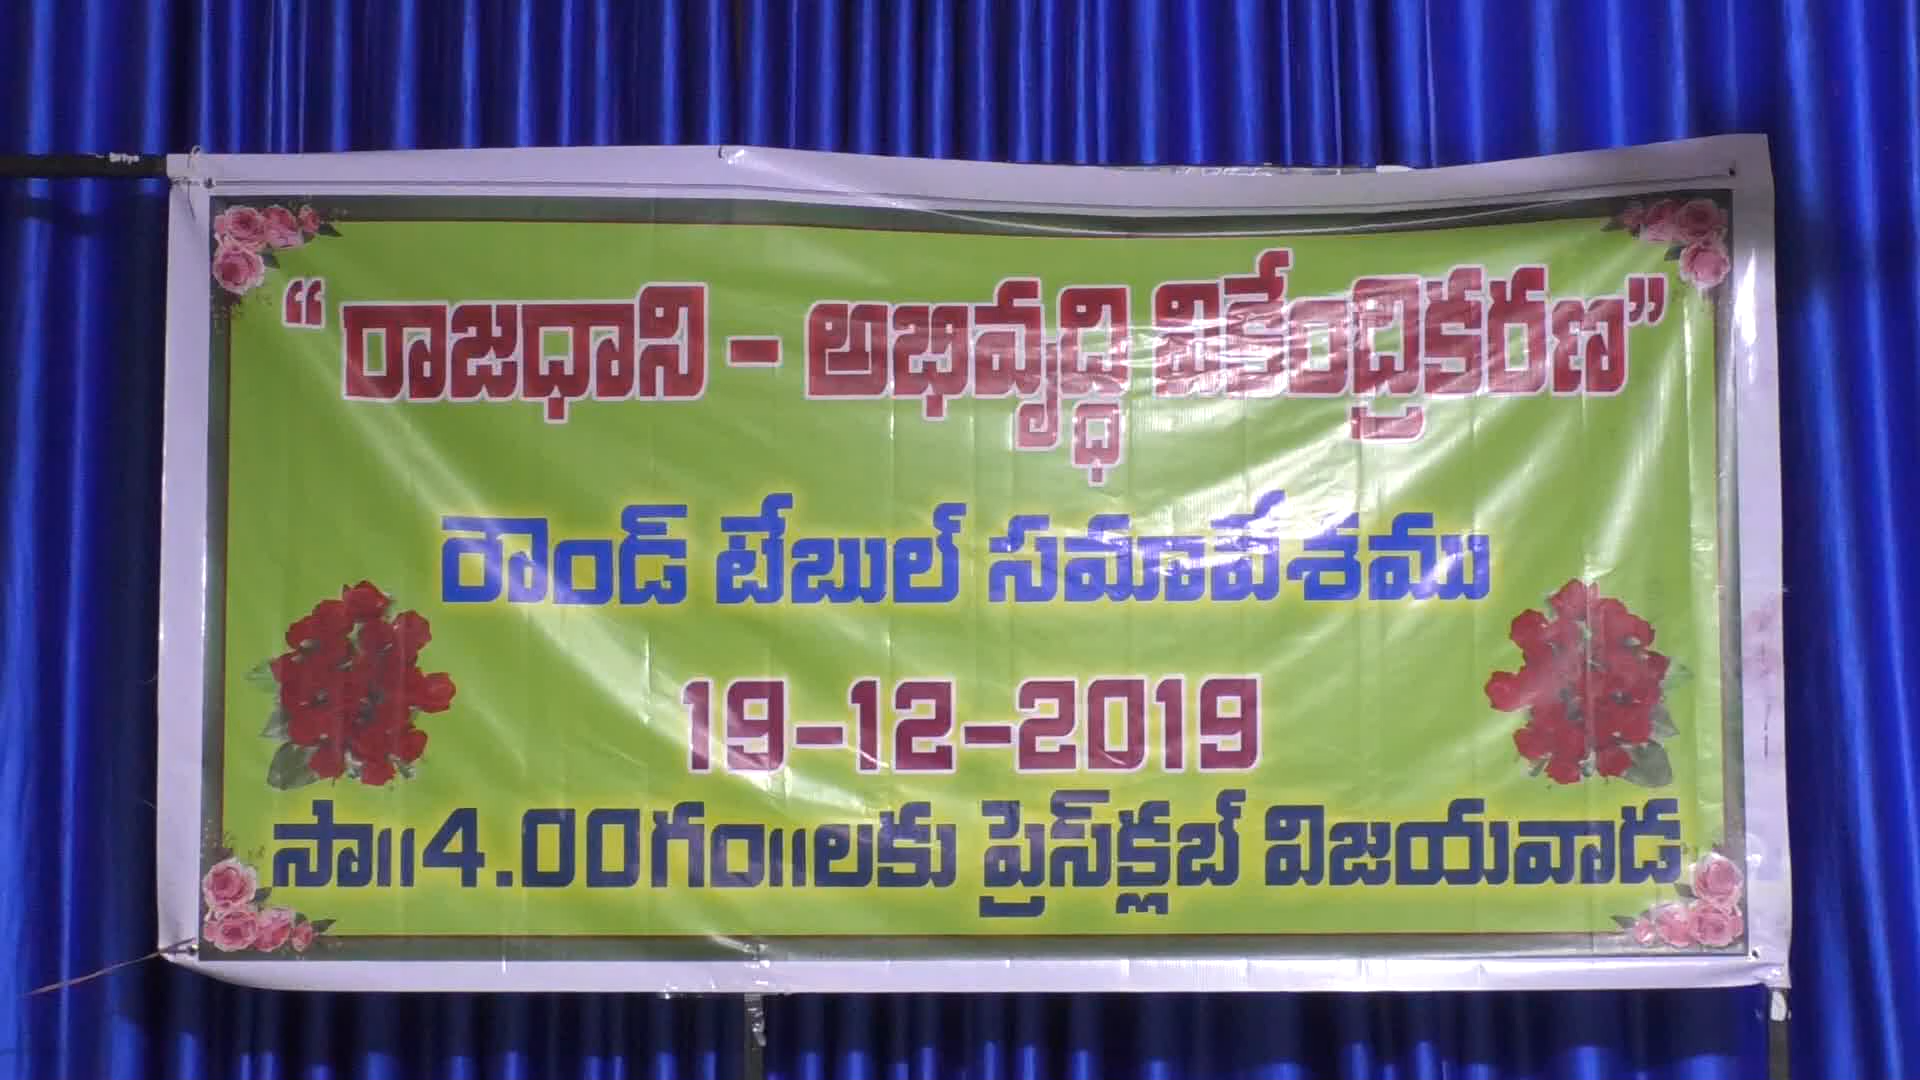 “ రాజధాని - అభివృద్ధి వికేంద్రికరణ”
రౌండ్ టేబుల్ సమావేశము
19-12-2019
సా॥4.00గం॥లకు ప్రెస్‌క్లబ్ విజయవాడ